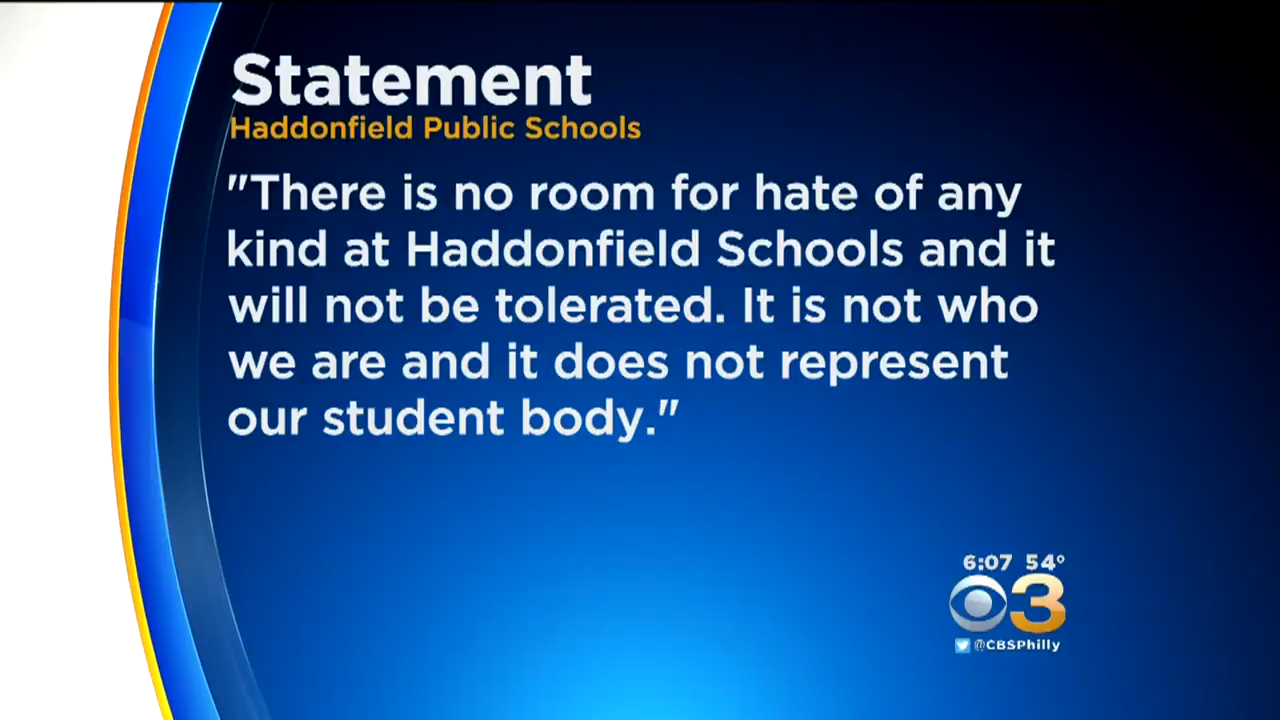 Statement
Haddonfield Public Schools
"There is no room for hate of any
kind at Haddonfield Schools and it
will not be tolerated. It is not who
we are and it does not represent
our student body."
6:07 54°
3
@CBSPhilly